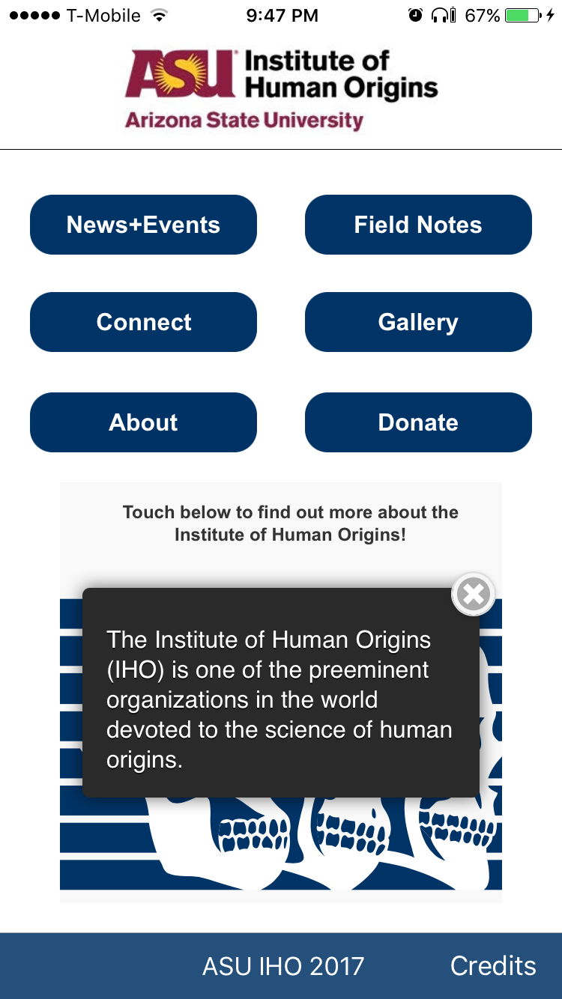 T-Mobile 9:47 PM 67%
ASU Institute of
Human Origins
Arizona State University
News+Events Field Notes
Connect Gallery
About Donate
Touch below to find out more about the
Institute of Human Origins!
The Institute of Human Origins
(IHO) is one of the preeminent
organizations in the world
devoted to the science of human
origins.
ASU IHO 2017 Credits